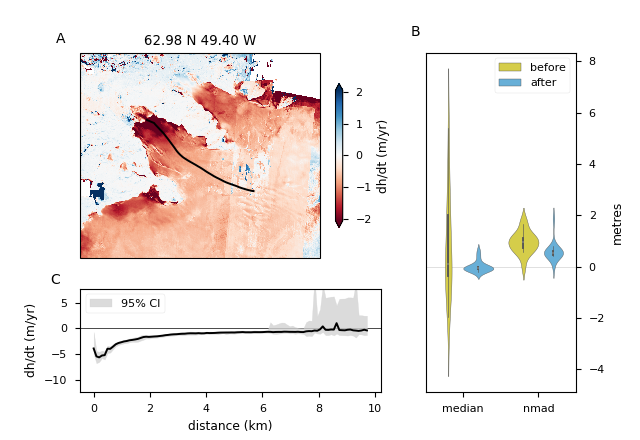 A
62.98 N 49.40 W
2
1
0
−1
−2
dh/dt (m/yr)
B
before
after
8
6
4
2
0
−2
−4
metres
median
nmad
C
95% CI
5
0
−5
−10
dh/dt (m/yr)
0
2
4
6
8
10
distance (km)